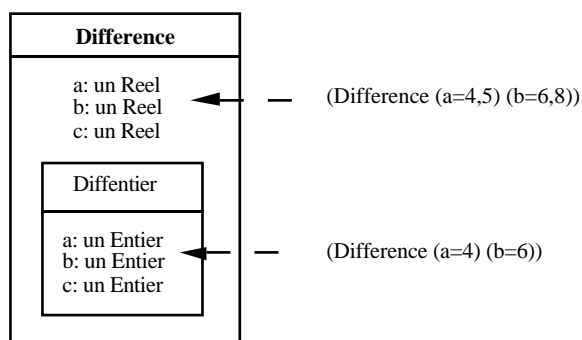 Difference
a: un Reel
b: un Reel
c: un Reel
(Difference (a=4,5) (b=6,8))
Diffentier
a: un Entier
b: un Entier
c: un Entier
(Difference (a=4) (b=6))